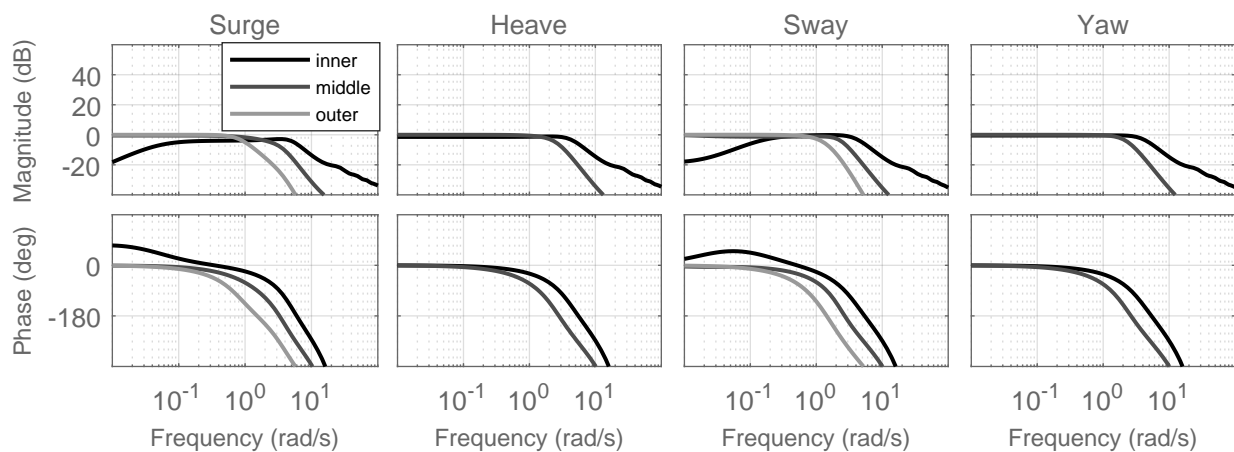 Surge Heave Sway Yaw
Magnitude (dB)
40
20
0
-20
inner
middle
outer
Phase (deg)
0
-180
10^-1 10^0 10^1 10^-1 10^0 10^1 10^-1 10^0 10^1 10^-1 10^0 10^1
Frequency (rad/s) Frequency (rad/s) Frequency (rad/s) Frequency (rad/s)